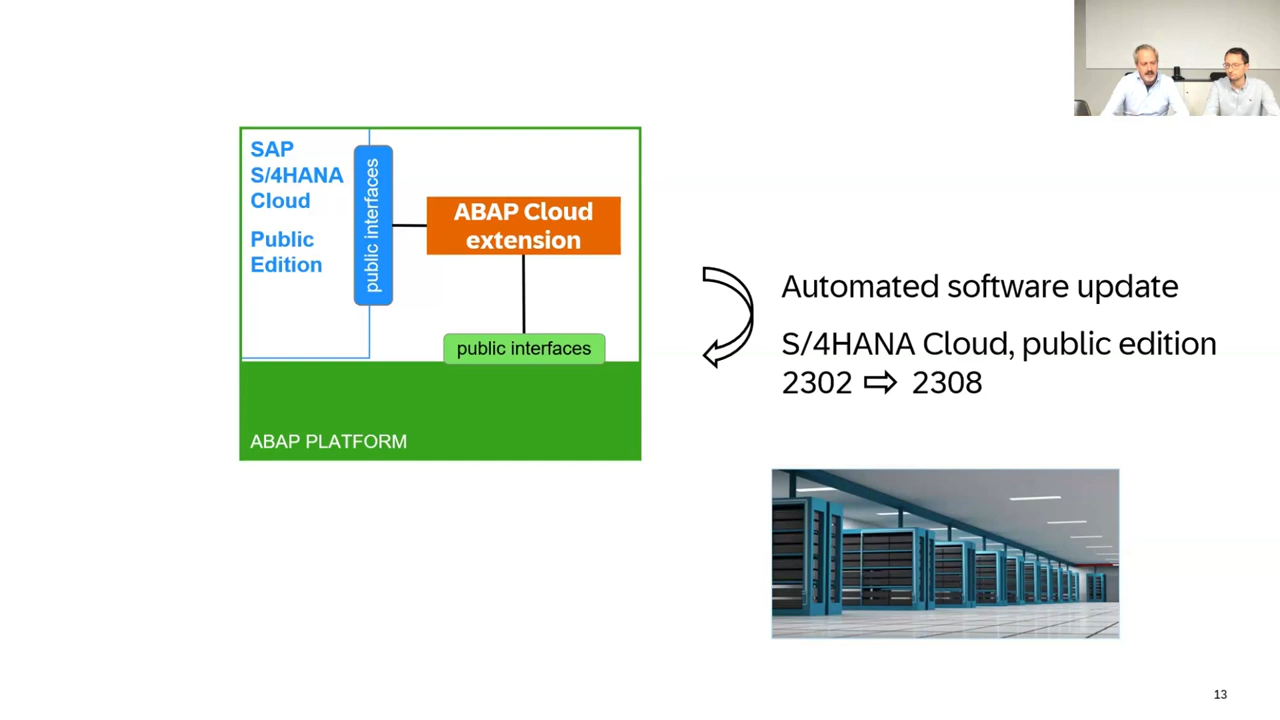 SAP
S/4HANA
Cloud
Public
Edition
public interfaces
ABAP Cloud
extension
public interfaces
ABAP PLATFORM
Automated software update
S/4HANA Cloud, public edition
2302 ⇨ 2308
13